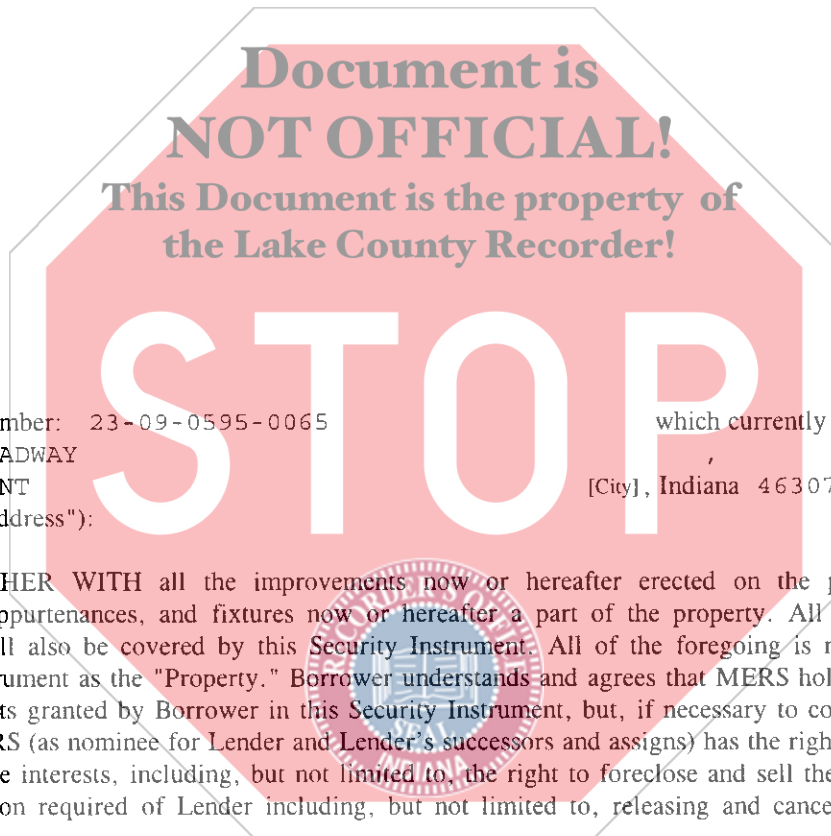 Document is
NOT OFFICIAL!
This Document is the property of
the Lake County Recorder!
STOP
mber: 23-09-0595-0065 which currently
ADWAY ,
NT [City], Indiana 46307
ddress"):
HER WITH all the improvements now or hereafter erected on the p
ppurtenances, and fixtures now or hereafter a part of the property. All
ll also be covered by this Security Instrument. All of the foregoing is r
rument as the "Property." Borrower understands and agrees that MERS hol
ts granted by Borrower in this Security Instrument, but, if necessary to co
RS (as nominee for Lender and Lender's successors and assigns) has the righ
e interests, including, but not limited to, the right to foreclose and sell the
on required of Lender including, but not limited to, releasing and cance
RECORDER'S OFFICE
SEAL
INDIANA